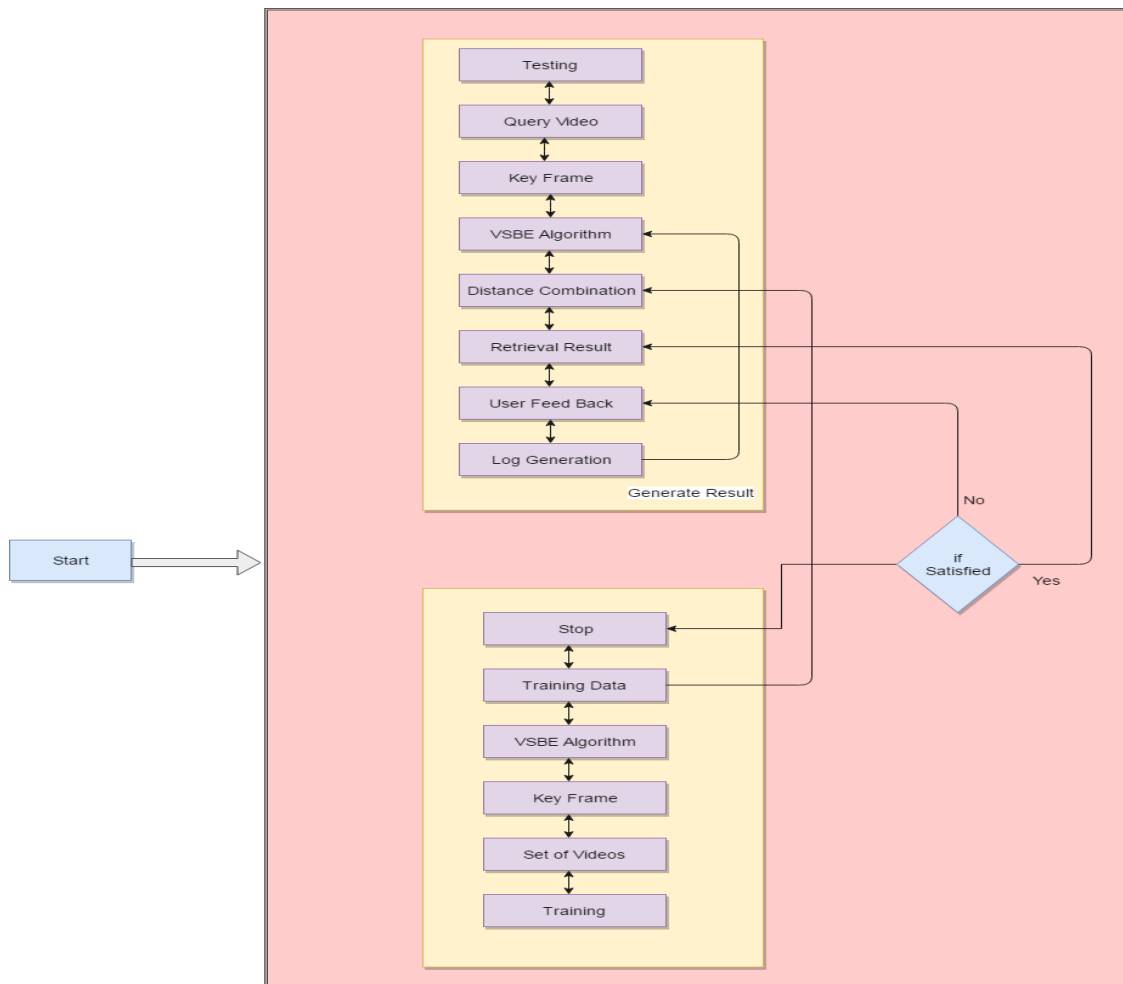 Testing
Query Video
Key Frame
VSBE Algorithm
Distance Combination
Retrieval Result
User Feed Back
Log Generation
Generate Result
No
Start
if
Satisfied
Yes
Stop
Training Data
VSBE Algorithm
Key Frame
Set of Videos
Training